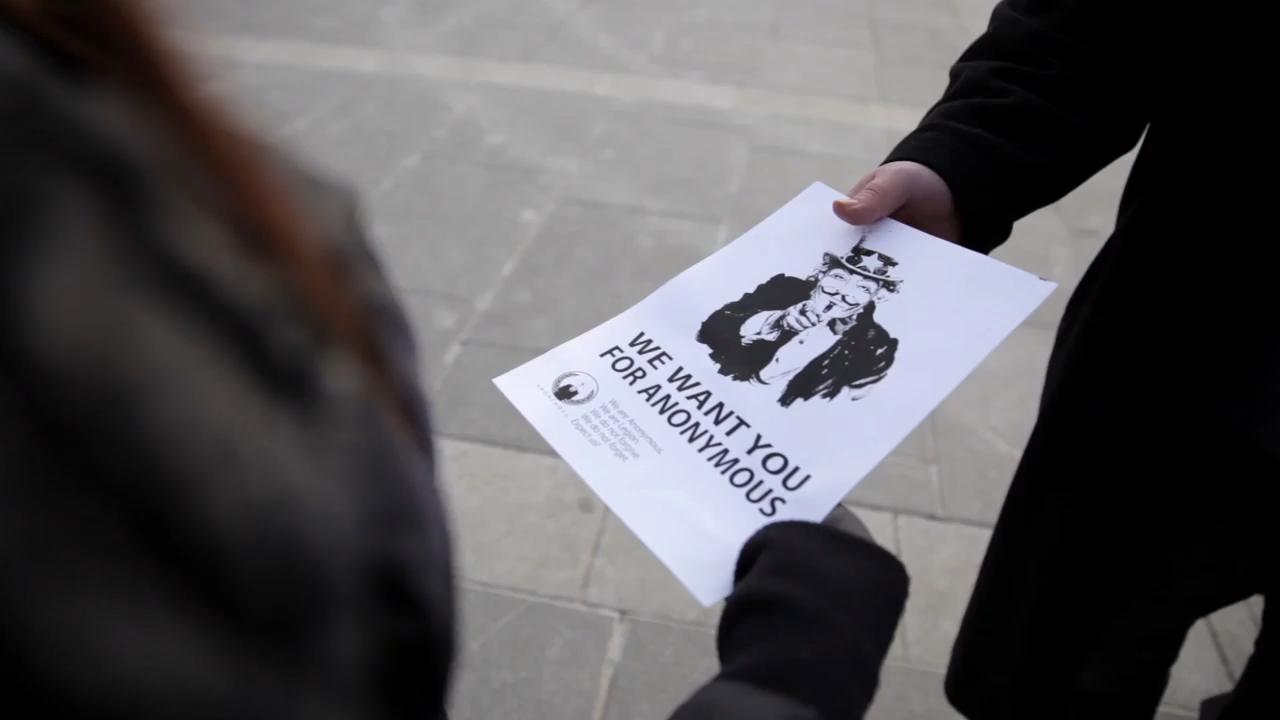 WE WANT YOU
FOR ANONYMOUS
We are Anonymous.
We are Legion.
We do not forgive.
We do not forget.
Expect us!